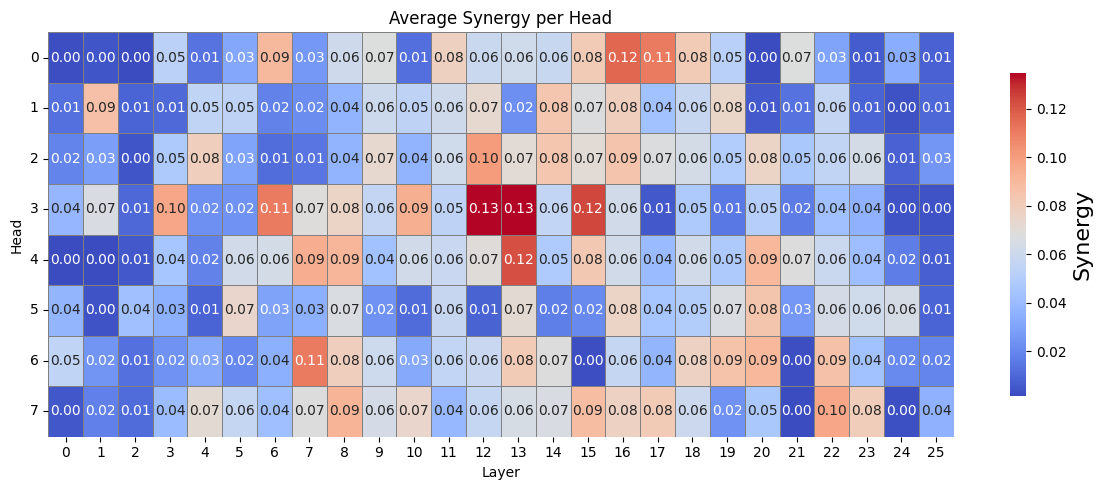 Average Synergy per Head
0 0.00 0.00 0.00 0.05 0.01 0.03 0.09 0.03 0.06 0.07 0.01 0.08 0.06 0.06 0.06 0.08 0.12 0.11 0.08 0.05 0.00 0.07 0.03 0.01 0.03 0.01
1 0.01 0.09 0.01 0.01 0.05 0.05 0.02 0.02 0.04 0.06 0.05 0.06 0.07 0.02 0.08 0.07 0.08 0.04 0.06 0.08 0.01 0.01 0.06 0.01 0.00 0.01
2 0.02 0.03 0.00 0.05 0.08 0.03 0.01 0.01 0.04 0.07 0.04 0.06 0.10 0.07 0.08 0.07 0.09 0.07 0.06 0.05 0.08 0.05 0.06 0.06 0.01 0.03
3 0.04 0.07 0.01 0.10 0.02 0.02 0.11 0.07 0.08 0.06 0.09 0.05 0.13 0.13 0.06 0.12 0.06 0.01 0.05 0.01 0.05 0.02 0.04 0.04 0.00 0.00
4 0.00 0.00 0.01 0.04 0.02 0.06 0.06 0.09 0.09 0.04 0.06 0.06 0.07 0.12 0.05 0.08 0.06 0.04 0.06 0.05 0.09 0.07 0.06 0.04 0.02 0.01
5 0.04 0.00 0.04 0.03 0.01 0.07 0.03 0.03 0.07 0.02 0.01 0.06 0.01 0.07 0.02 0.02 0.08 0.04 0.05 0.07 0.08 0.03 0.06 0.06 0.06 0.01
6 0.05 0.02 0.01 0.02 0.03 0.02 0.04 0.11 0.08 0.06 0.03 0.06 0.06 0.08 0.07 0.00 0.06 0.04 0.08 0.09 0.09 0.00 0.09 0.04 0.02 0.02
7 0.00 0.02 0.01 0.04 0.07 0.06 0.04 0.07 0.09 0.06 0.07 0.04 0.06 0.06 0.07 0.09 0.08 0.08 0.06 0.02 0.05 0.00 0.10 0.08 0.00 0.04
0 1 2 3 4 5 6 7 8 9 10 11 12 13 14 15 16 17 18 19 20 21 22 23 24 25
Layer
Head
0.12
0.10
0.08
0.06
0.04
0.02
Synergy